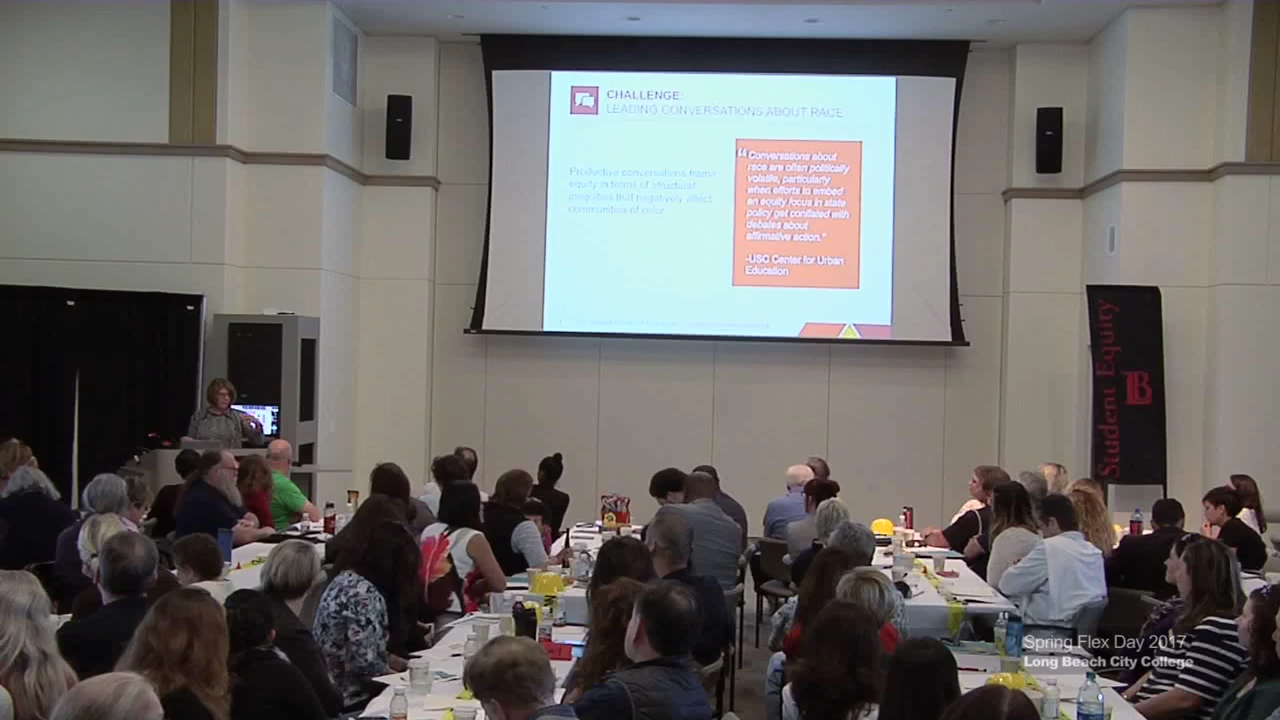 CHALLENGE:
LEADING CONVERSATIONS ABOUT RACE
Productive conversations frame
equity in terms of structural
inequities that negatively affect
communities of color
“Conversations about
race are often politically
volatile, particularly
when efforts to embed
an equity focus in state
policy get conflated with
debates about
affirmative action."
-USC Center for Urban
Education
Student Equity
LB
Spring Flex Day 2017
Long Beach City College